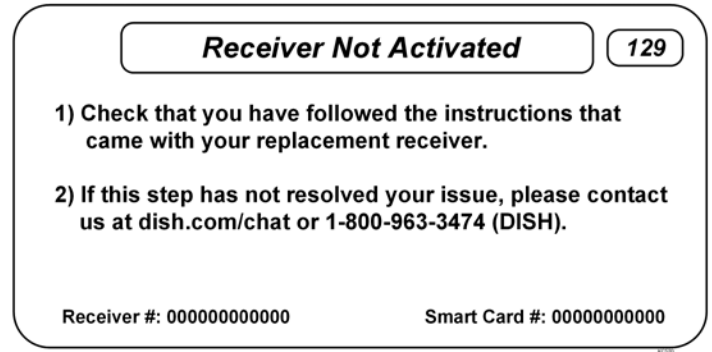 Receiver Not Activated 129
1) Check that you have followed the instructions that
came with your replacement receiver.
2) If this step has not resolved your issue, please contact
us at dish.com/chat or 1-800-963-3474 (DISH).
Receiver #: 000000000000 Smart Card #: 00000000000